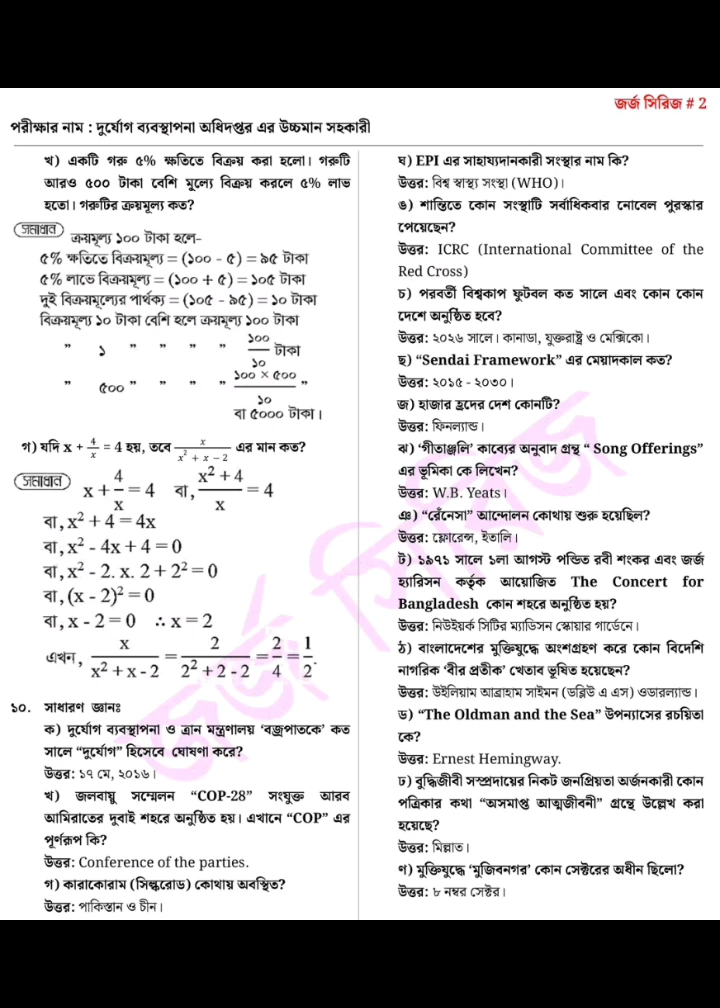 জর্জ সিরিজ # 2
পরীক্ষার নাম : দুর্যোগ ব্যবস্থাপনা অধিদপ্তর এর উচ্চমান সহকারী
খ) একটি গরু ৫% ক্ষতিতে বিক্রয় করা হলো। গরুটি
আরও ৫০০ টাকা বেশি মূল্যে বিক্রয় করলে ৫% লাভ
হতো। গরুটির ক্রয়মূল্য কত?
সমাধান ক্রয়মূল্য ১০০ টাকা হলে-
৫% ক্ষতিতে বিক্রয়মূল্য = (১০০ - ৫) = ৯৫ টাকা
৫% লাভে বিক্রয়মূল্য = (১০০ + ৫) = ১০৫ টাকা
দুই বিক্রয়মূল্যের পার্থক্য = (১০৫ - ৯৫) = ১০ টাকা
বিক্রয়মূল্য ১০ টাকা বেশি হলে ক্রয়মূল্য ১০০ টাকা
" ১ " " " " ১০০/১০ টাকা
" ৫০০ " " " " ১০০ × ৫০০/১০ "
বা ৫০০০ টাকা।
গ) যদি x + 4/x = 4 হয়, তবে x/x² + x − 2 এর মান কত?
সমাধান x + 4/x = 4 বা, x² + 4/x = 4
বা, x² + 4 = 4x
বা, x² - 4x + 4 = 0
বা, x² - 2. x. 2 + 2² = 0
বা, (x - 2)² = 0
বা, x - 2 = 0 ∴ x = 2
এখন, x/x² + x - 2 = 2/2² + 2 - 2 = 2/4 = 1/2.
১০. সাধারণ জ্ঞানঃ
ক) দুর্যোগ ব্যবস্থাপনা ও ত্রান মন্ত্রণালয় ‘বজ্রপাতকে’ কত
সালে “দুর্যোগ” হিসেবে ঘোষণা করে?
উত্তর: ১৭ মে, ২০১৬।
খ) জলবায়ু সম্মেলন “COP-28” সংযুক্ত আরব
আমিরাতের দুবাই শহরে অনুষ্ঠিত হয়। এখানে “COP” এর
পূর্ণরূপ কি?
উত্তর: Conference of the parties.
গ) কারাকোরাম (সিল্করোড) কোথায় অবস্থিত?
উত্তর: পাকিস্তান ও চীন।
ঘ) EPI এর সাহায্যদানকারী সংস্থার নাম কি?
উত্তর: বিশ্ব স্বাস্থ্য সংস্থা (WHO)।
ঙ) শান্তিতে কোন সংস্থাটি সর্বাধিকবার নোবেল পুরস্কার
পেয়েছেন?
উত্তর: ICRC (International Committee of the
Red Cross)
চ) পরবর্তী বিশ্বকাপ ফুটবল কত সালে এবং কোন কোন
দেশে অনুষ্ঠিত হবে?
উত্তর: ২০২৬ সালে। কানাডা, যুক্তরাষ্ট্র ও মেক্সিকো।
ছ) “Sendai Framework” এর মেয়াদকাল কত?
উত্তর: ২০১৫ - ২০৩০।
জ) হাজার হ্রদের দেশ কোনটি?
উত্তর: ফিনল্যান্ড।
ঝ) ‘গীতাঞ্জলি’ কাব্যের অনুবাদ গ্রন্থ “ Song Offerings”
এর ভূমিকা কে লিখেন?
উত্তর: W.B. Yeats।
ঞ) “রেঁনেসা” আন্দোলন কোথায় শুরু হয়েছিল?
উত্তর: ফ্লোরেন্স, ইতালি।
ট) ১৯৭১ সালে ১লা আগস্ট পন্ডিত রবী শংকর এবং জর্জ
হ্যারিসন কর্তৃক আয়োজিত The Concert for
Bangladesh কোন শহরে অনুষ্ঠিত হয়?
উত্তর: নিউইয়র্ক সিটির ম্যাডিসন স্কোয়ার গার্ডেনে।
ঠ) বাংলাদেশের মুক্তিযুদ্ধে অংশগ্রহণ করে কোন বিদেশি
নাগরিক ‘বীর প্রতীক’ খেতাব ভূষিত হয়েছেন?
উত্তর: উইলিয়াম আব্রাহাম সাইমন (ডব্লিউ এ এস) ওডারল্যান্ড।
ড) “The Oldman and the Sea” উপন্যাসের রচয়িতা
কে?
উত্তর: Ernest Hemingway.
ঢ) বুদ্ধিজীবী সম্প্রদায়ের নিকট জনপ্রিয়তা অর্জনকারী কোন
পত্রিকার কথা “অসমাপ্ত আত্মজীবনী” গ্রন্থে উল্লেখ করা
হয়েছে?
উত্তর: মিল্লাত।
ণ) মুক্তিযুদ্ধে ‘মুজিবনগর’ কোন সেক্টরের অধীন ছিলো?
উত্তর: ৮ নম্বর সেক্টর।
জর্জ সিরিজ